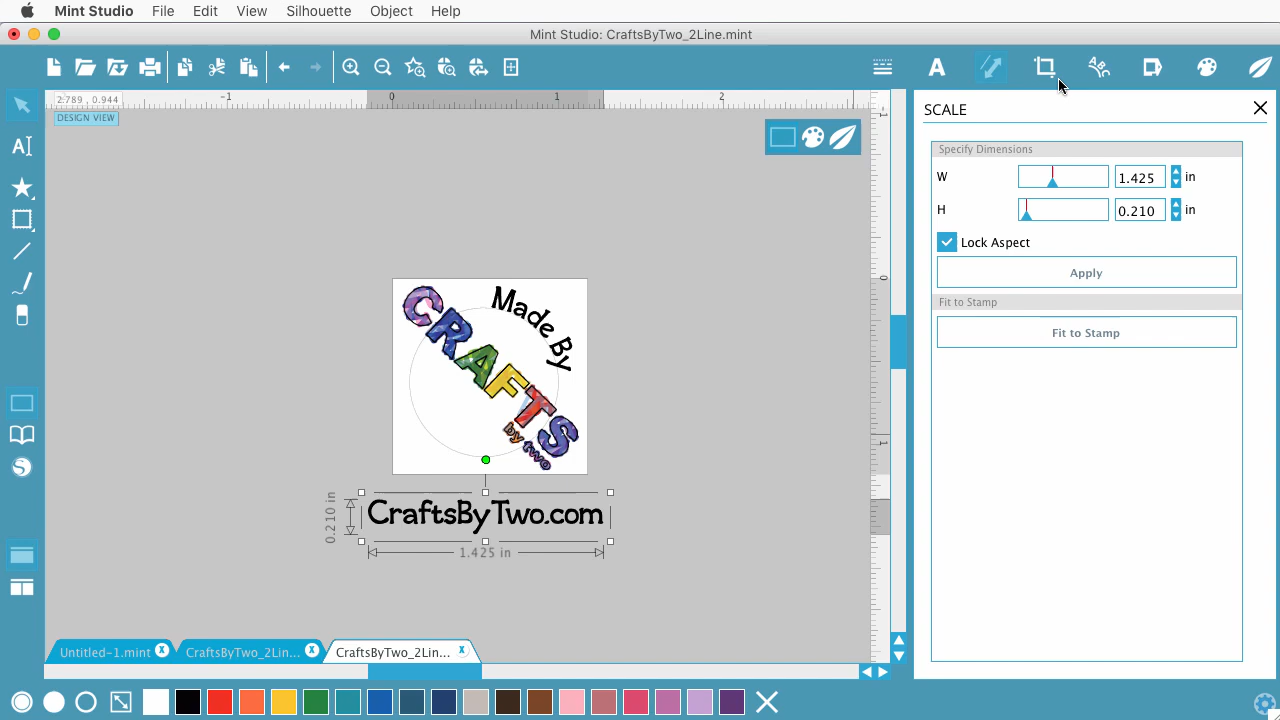 Mint Studio File Edit View Silhouette Object Help
Mint Studio: CraftsByTwo_2Line.mint
2.789 , 0.944
-1 0 1 2
DESIGN VIEW
SCALE
Specify Dimensions
W 1.425 in
H 0.210 in
Lock Aspect
Apply
Fit to Stamp
Fit to Stamp
1
0
1
Made By
CRAFTS
by two
CraftsByTwo.com
0.210 in
1.425 in
Untitled-1.mint x CraftsByTwo_2Lin... x CraftsByTwo_2Lin... x